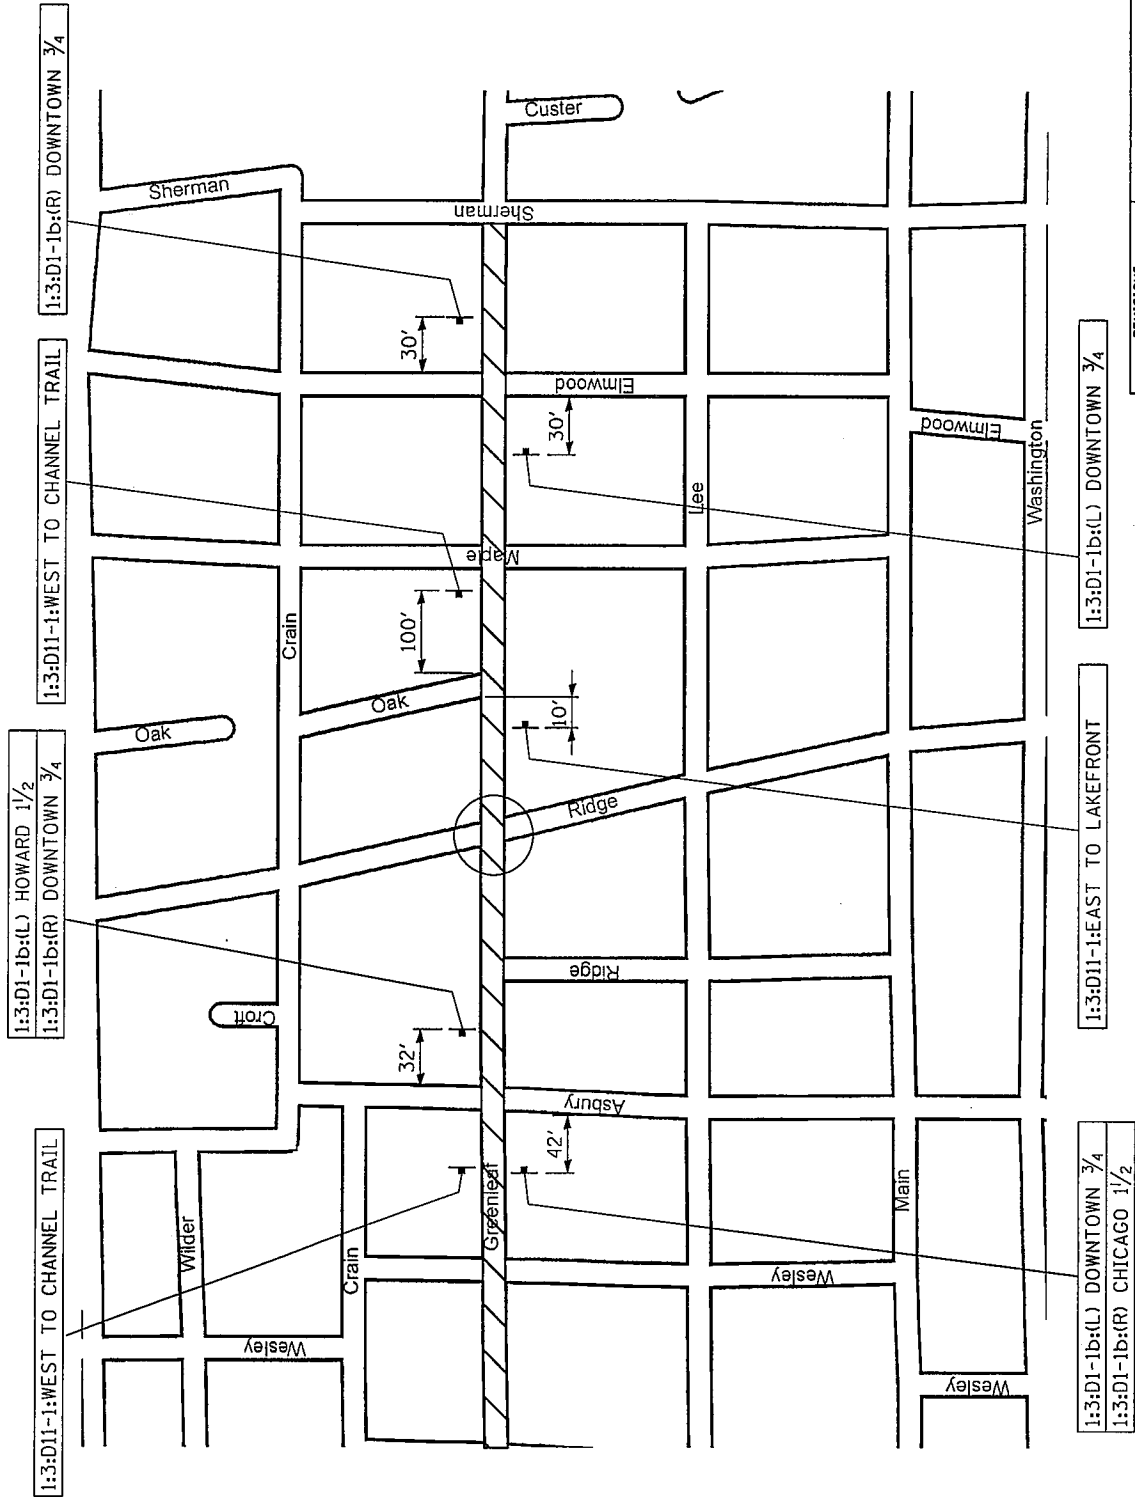 1:3:D11-1:WEST TO CHANNEL TRAIL
1:3:D1-1b:(L) HOWARD 1 1/2
1:3:D1-1b:(R) DOWNTOWN 3/4
1:3:D11-1:WEST TO CHANNEL TRAIL
1:3:D1-1b:(R) DOWNTOWN 3/4
Sherman
Custer
Sherman
30'
Elmwood
30'
Elmwood
Washington
Lee
Maple
100'
Crain
Oak
Oak
10'
Ridge
Ridge
Croft
32'
Asbury
42'
Greenleaf
Main
Wilder
Crain
Wesley
Wesley
Wesley
1:3:D1-1b:(L) DOWNTOWN 3/4
1:3:D1-1b:(R) CHICAGO 1 1/2
1:3:D11-1:EAST TO LAKEFRONT
1:3:D1-1b:(L) DOWNTOWN 3/4